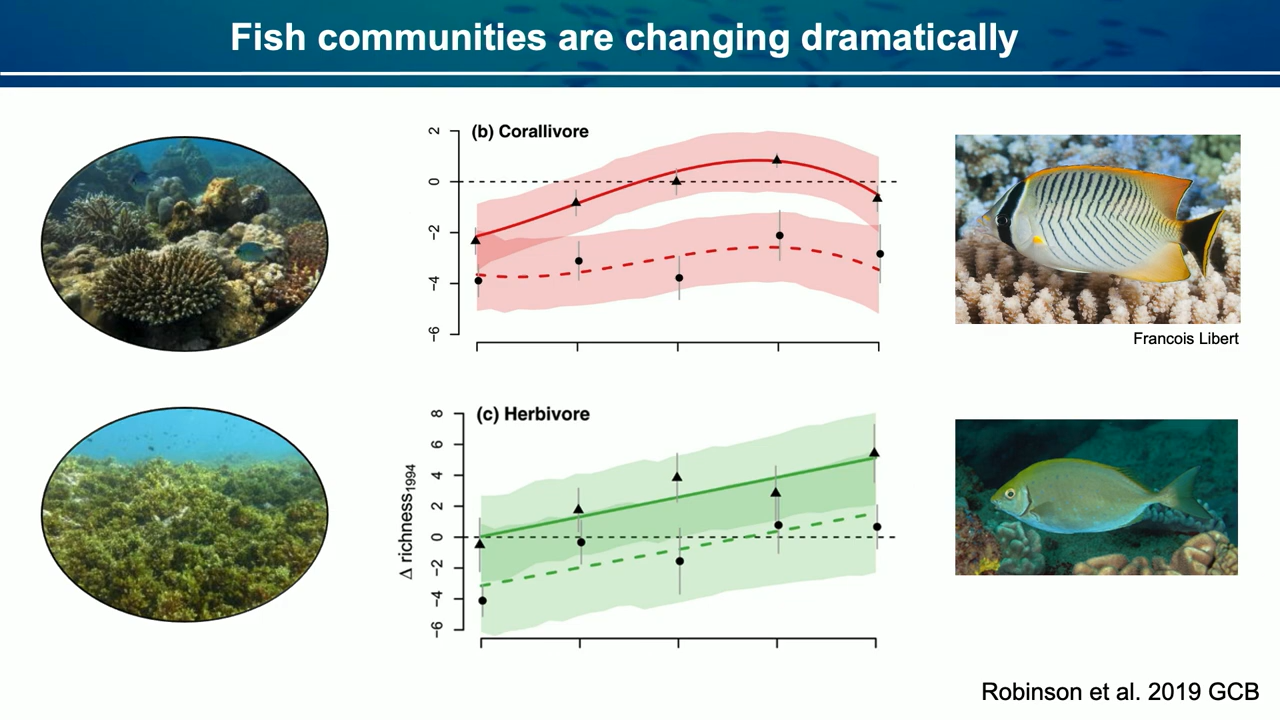 Fish communities are changing dramatically
(b) Corallivore
2
0
−2
−4
−6
Francois Libert
(c) Herbivore
8
6
4
2
0
−2
−4
−6
Δ richness1994
Robinson et al. 2019 GCB